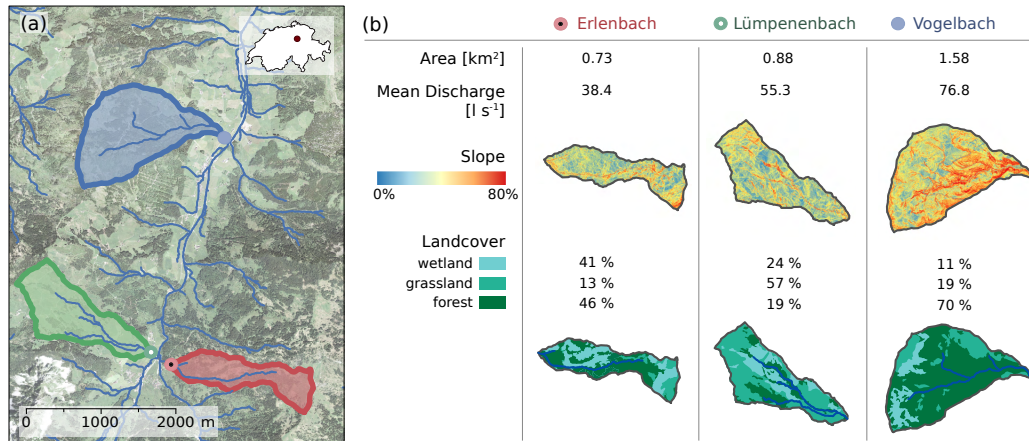 (a)
0 1000 2000 m
(b)
Erlenbach Lümpenenbach Vogelbach
Area [km²] 0.73 0.88 1.58
Mean Discharge 38.4 55.3 76.8
[l s⁻¹]
Slope
0% 80%
Landcover
wetland 41 % 24 % 11 %
grassland 13 % 57 % 19 %
forest 46 % 19 % 70 %